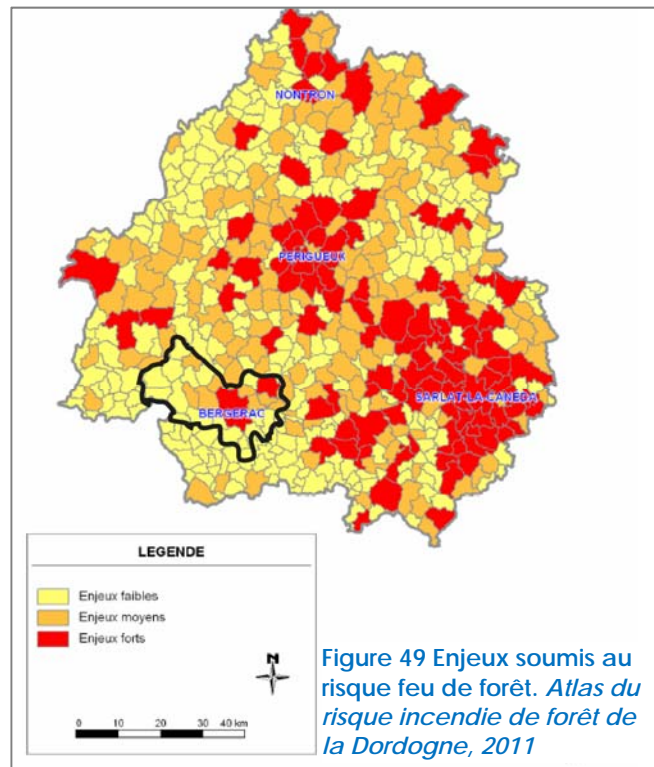 NONTRON
PERIGUEUX
SARLAT-LA-CANEDA
BERGERAC
LEGENDE
Enjeux faibles
Enjeux moyens
Enjeux forts
N
0 10 20 30 40 km
Figure 49 Enjeux soumis au
risque feu de forêt. Atlas du
risque incendie de forêt de
la Dordogne, 2011